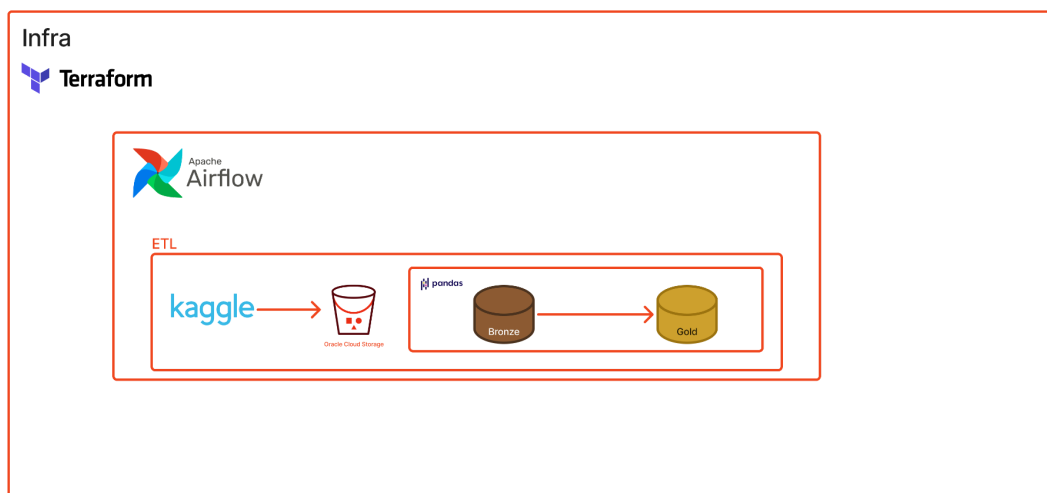 Infra
Terraform
Apache
Airflow
ETL
kaggle
Oracle Cloud Storage
pandas
Bronze
Gold